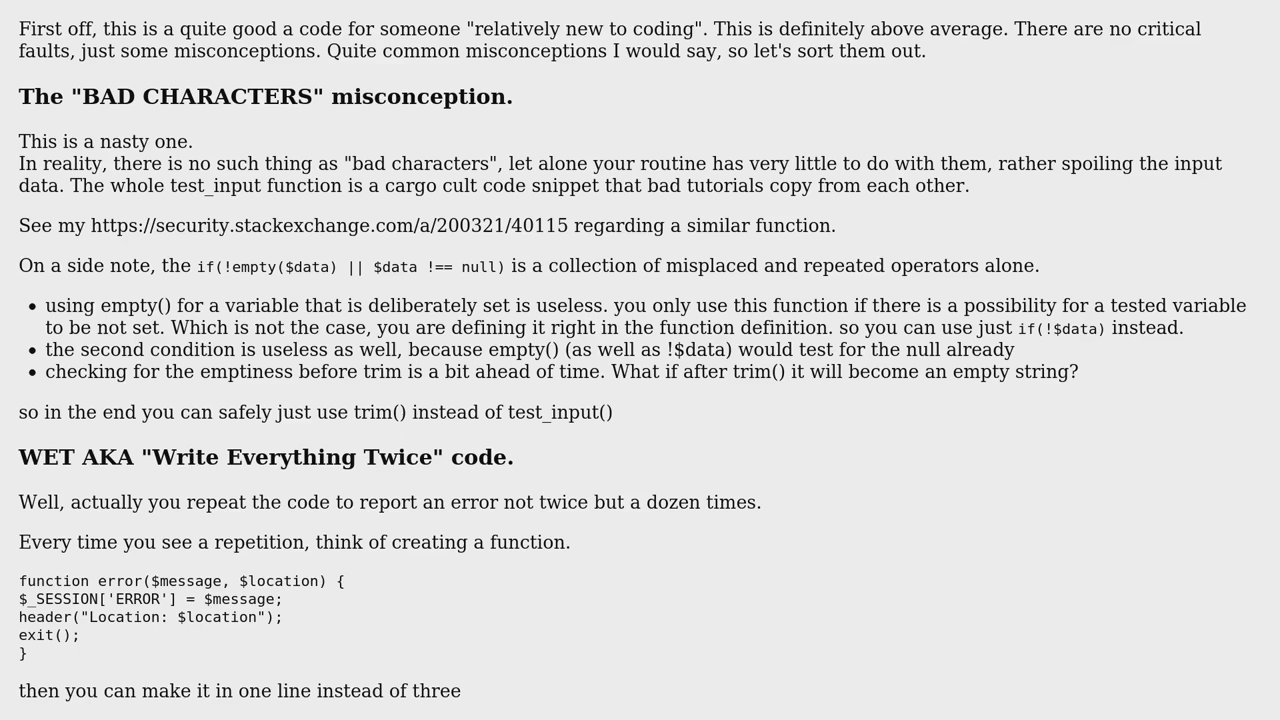 First off, this is a quite good a code for someone "relatively new to coding". This is definitely above average. There are no critical
faults, just some misconceptions. Quite common misconceptions I would say, so let's sort them out.
The "BAD CHARACTERS" misconception.
This is a nasty one.
In reality, there is no such thing as "bad characters", let alone your routine has very little to do with them, rather spoiling the input
data. The whole test_input function is a cargo cult code snippet that bad tutorials copy from each other.
See my https://security.stackexchange.com/a/200321/40115 regarding a similar function.
On a side note, the if(!empty($data) || $data !== null) is a collection of misplaced and repeated operators alone.
• using empty() for a variable that is deliberately set is useless. you only use this function if there is a possibility for a tested variable
to be not set. Which is not the case, you are defining it right in the function definition. so you can use just if(!$data) instead.
• the second condition is useless as well, because empty() (as well as !$data) would test for the null already
• checking for the emptiness before trim is a bit ahead of time. What if after trim() it will become an empty string?
so in the end you can safely just use trim() instead of test_input()
WET AKA "Write Everything Twice" code.
Well, actually you repeat the code to report an error not twice but a dozen times.
Every time you see a repetition, think of creating a function.
function error($message, $location) {
$_SESSION['ERROR'] = $message;
header("Location: $location");
exit();
}
then you can make it in one line instead of three